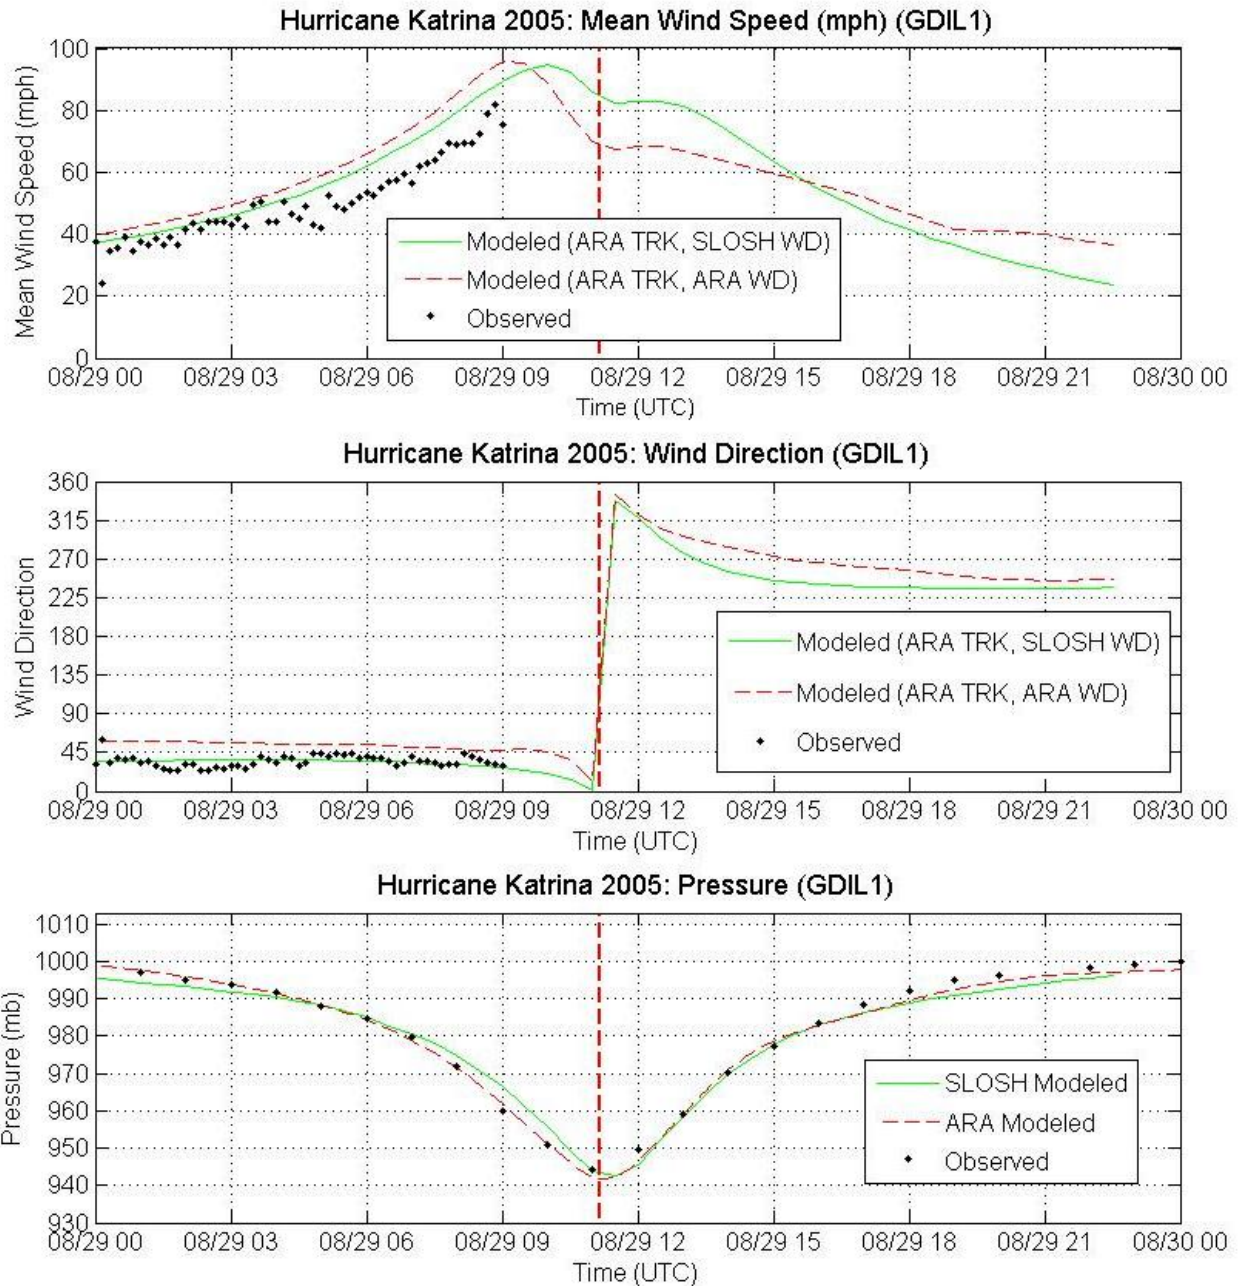 Hurricane Katrina 2005: Mean Wind Speed (mph) (GDIL1)
Mean Wind Speed (mph)
100
80
60
40
20
0
Modeled (ARA TRK, SLOSH WD)
Modeled (ARA TRK, ARA WD)
Observed
08/29 00 08/29 03 08/29 06 08/29 09 08/29 12 08/29 15 08/29 18 08/29 21 08/30 00
Time (UTC)
Hurricane Katrina 2005: Wind Direction (GDIL1)
Wind Direction
360
315
270
225
180
135
90
45
0
Modeled (ARA TRK, SLOSH WD)
Modeled (ARA TRK, ARA WD)
Observed
08/29 00 08/29 03 08/29 06 08/29 09 08/29 12 08/29 15 08/29 18 08/29 21 08/30 00
Time (UTC)
Hurricane Katrina 2005: Pressure (GDIL1)
Pressure (mb)
1010
1000
990
980
970
960
950
940
930
SLOSH Modeled
ARA Modeled
Observed
08/29 00 08/29 03 08/29 06 08/29 09 08/29 12 08/29 15 08/29 18 08/29 21 08/30 00
Time (UTC)